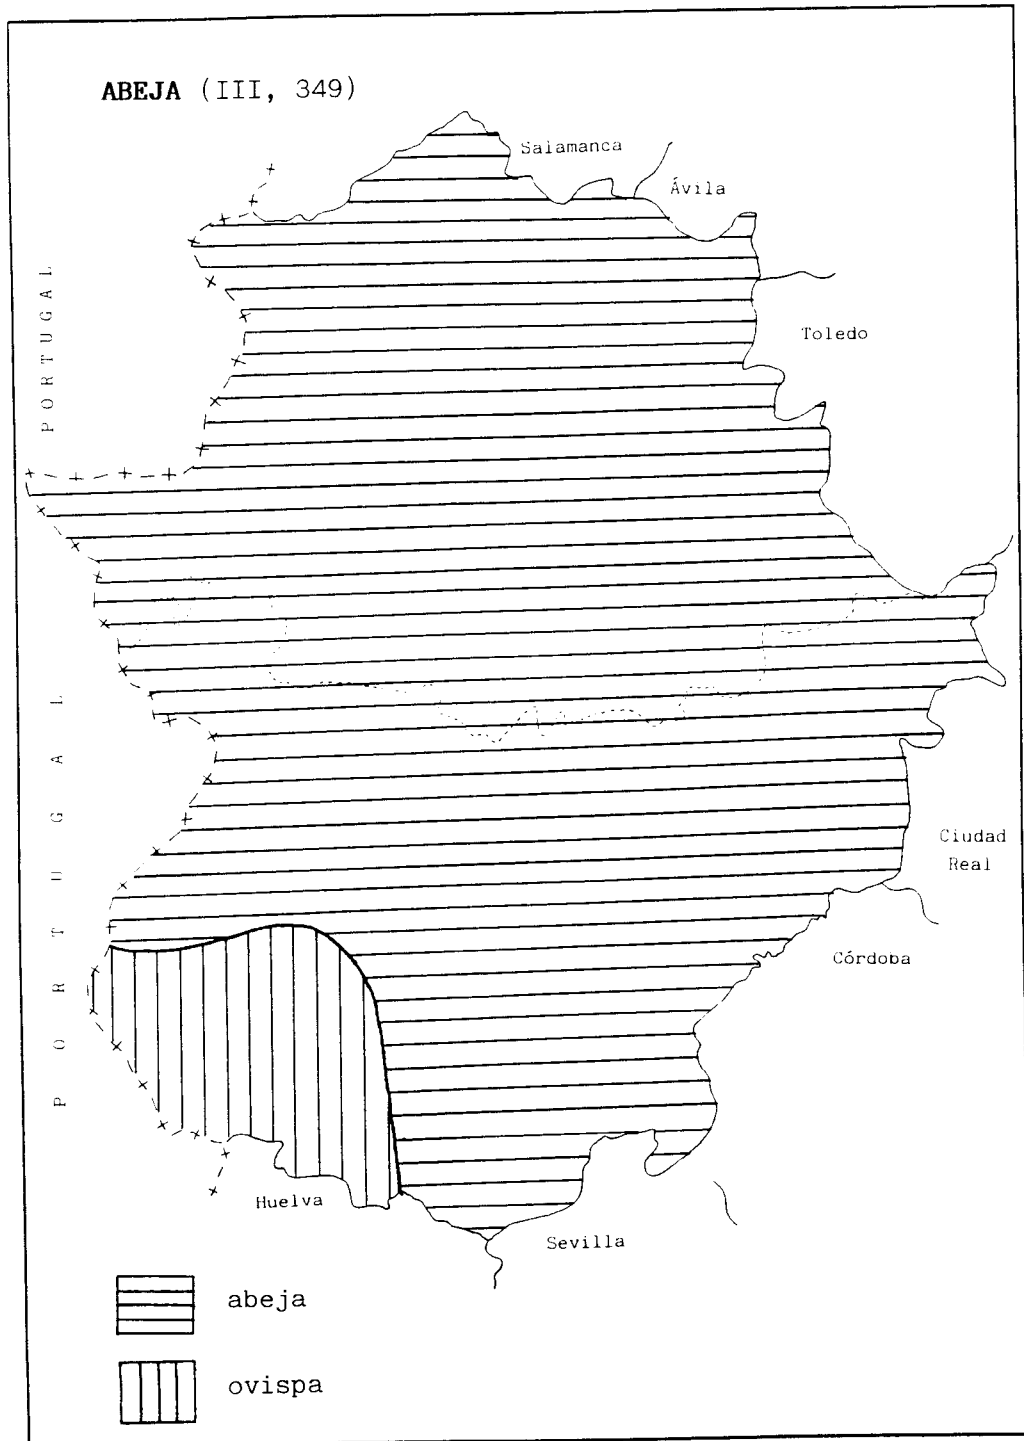 ABEJA (III, 349)
Salamanca
Ávila
PORTUGAL
Toledo
PORTUGAL
Ciudad
Real
Córdoba
Huelva
Sevilla
abeja
ovispa